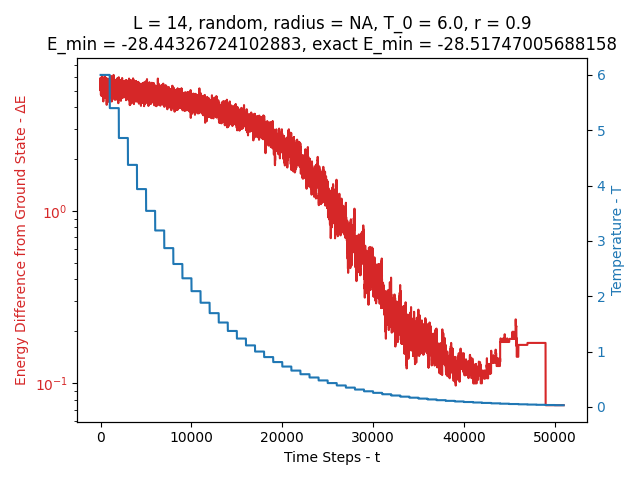 L = 14, random, radius = NA, T_0 = 6.0, r = 0.9
E_min = -28.44326724102883, exact E_min = -28.51747005688158
Energy Difference from Ground State - ΔE
10^0
10^-1
6
5
4
3
2
1
0
Temperature - T
0 10000 20000 30000 40000 50000
Time Steps - t